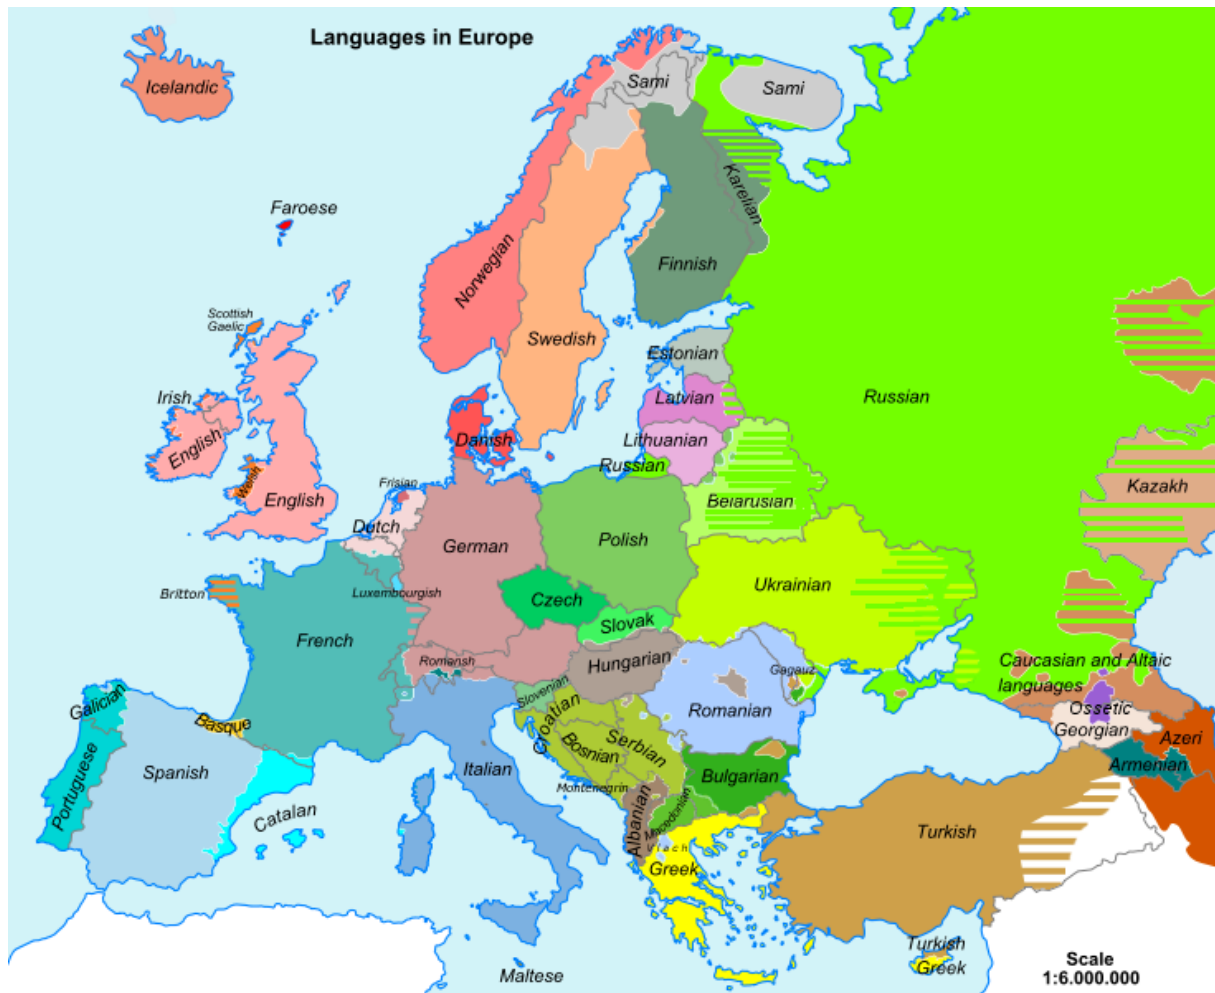 Languages in Europe
Icelandic
Sami
Sami
Faroese
Karelian
Norwegian
Finnish
Scottish
Gaelic
Swedish
Estonian
Irish
Latvian
Russian
English
Danish
Lithuanian
Russian
Welsh
Frisian
Kazakh
English
Dutch
Belarusian
German
Polish
Ukrainian
Britton
Luxembourgish
Czech
French
Slovak
Romansh
Hungarian
Gagauz
Caucasian and Altaic
languages
Galician
Slovenian
Basque
Croatian
Romanian
Ossetic
Georgian
Portuguese
Spanish
Italian
Bosnian
Serbian
Azeri
Bulgarian
Armenian
Montenegrin
Catalan
Albanian
Macedonian
Turkish
Vlach
Greek
Turkish
Greek
Maltese
Scale
1:6.000.000